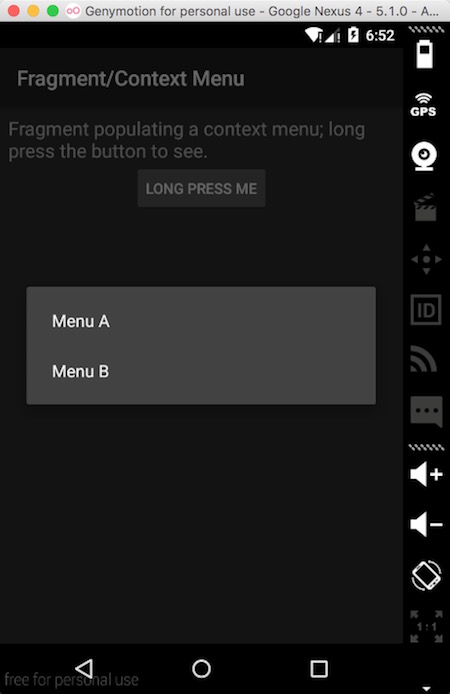 Genymotion for personal use - Google Nexus 4 - 5.1.0 - A...
6:52
GPS
Fragment/Context Menu
Fragment populating a context menu; long
press the button to see.
LONG PRESS ME
ID
Menu A
Menu B
1:1
free for personal use